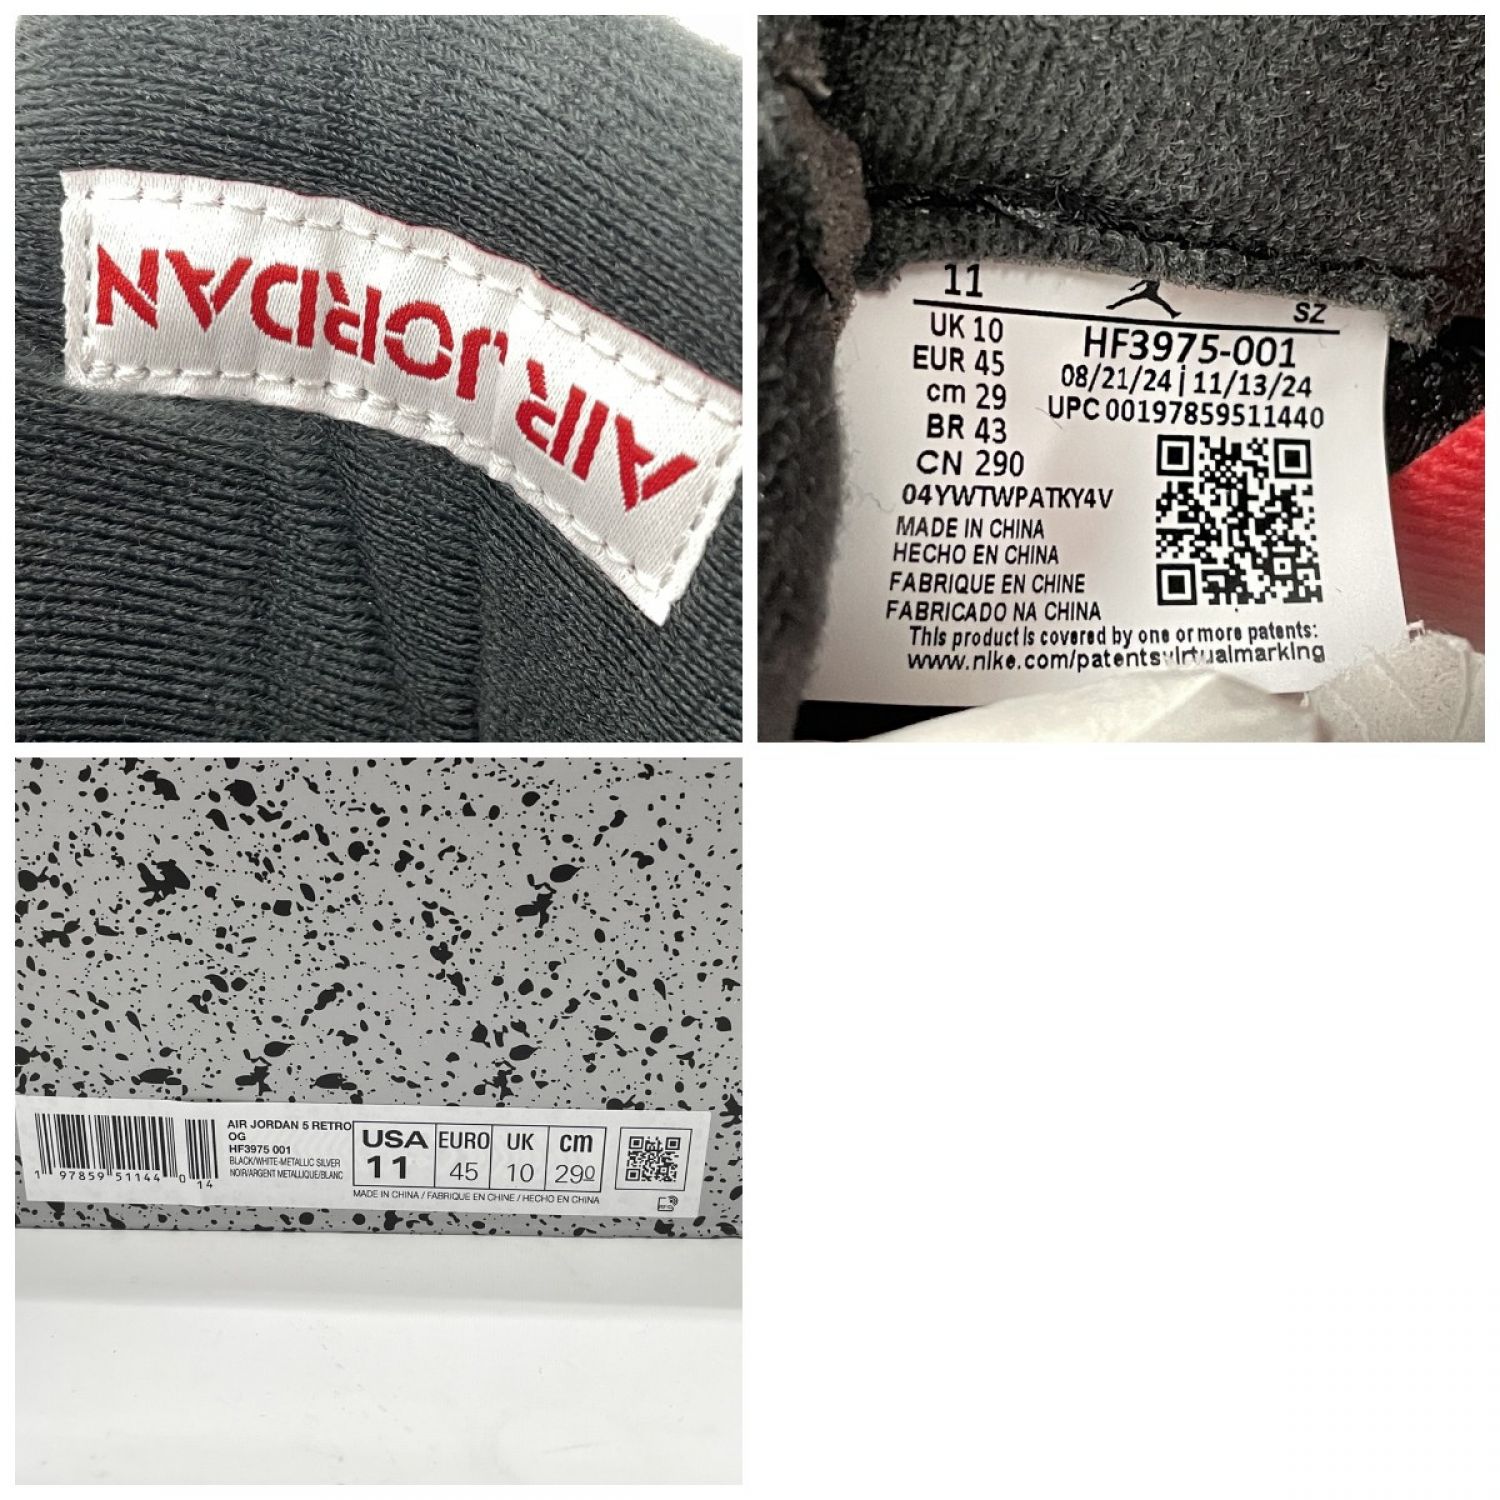 AIR JORDAN
11
SZ
UK 10
EUR 45
cm 29
BR 43
CN 290
HF3975-001
08/21/24 | 11/13/24
UPC 00197859511440
04YWTWPATKY4V
MADE IN CHINA
HECHO EN CHINA
FABRIQUE EN CHINE
FABRICADO NA CHINA
This product is covered by one or more patents:
www.nike.com/patentsvirtualmarking
1 97859 51144 0 14
AIR JORDAN 5 RETRO
OG
HF3975 001
BLACK/WHITE-METALLIC SILVER
NOIR/ARGENT METALLIQUE/BLANC
USA EURO UK cm
11 45 10 290
MADE IN CHINA / FABRIQUE EN CHINE / HECHO EN CHINA